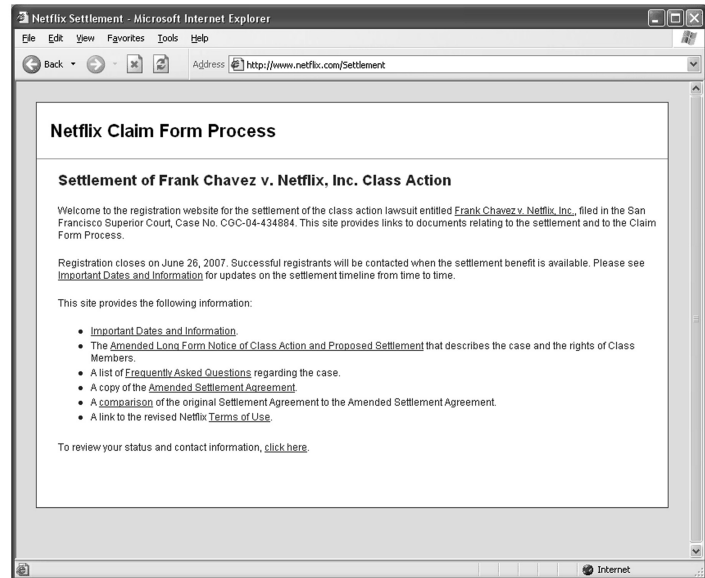 Netflix Settlement - Microsoft Internet Explorer
File Edit View Favorites Tools Help
Back Address http://www.netflix.com/Settlement
Netflix Claim Form Process
Settlement of Frank Chavez v. Netflix, Inc. Class Action
Welcome to the registration website for the settlement of the class action lawsuit entitled Frank Chavez v. Netflix, Inc., filed in the San
Francisco Superior Court, Case No. CGC-04-434884. This site provides links to documents relating to the settlement and to the Claim
Form Process.
Registration closes on June 26, 2007. Successful registrants will be contacted when the settlement benefit is available. Please see
Important Dates and Information for updates on the settlement timeline from time to time.
This site provides the following information:
• Important Dates and Information.
• The Amended Long Form Notice of Class Action and Proposed Settlement that describes the case and the rights of Class
Members.
• A list of Frequently Asked Questions regarding the case.
• A copy of the Amended Settlement Agreement.
• A comparison of the original Settlement Agreement to the Amended Settlement Agreement.
• A link to the revised Netflix Terms of Use.
To review your status and contact information, click here.
Internet